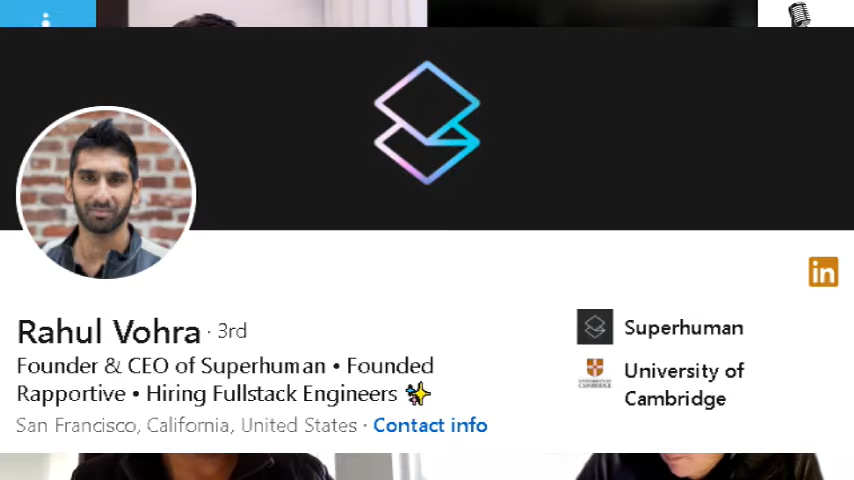 Rahul Vohra · 3rd
Founder & CEO of Superhuman • Founded
Rapportive • Hiring Fullstack Engineers ✨
San Francisco, California, United States · Contact info
in
Superhuman
University of
Cambridge